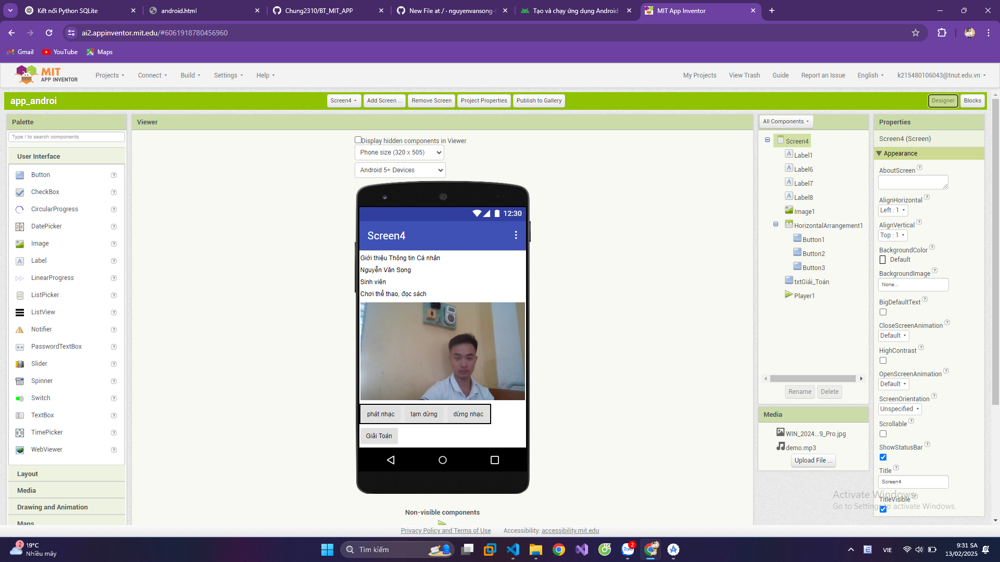 Kết nối Python SQLite
android.html
Chung2310/BT_MIT_APP
New File at / · nguyenvansong-
Tạo và chạy ứng dụng Android
MIT App Inventor
ai2.appinventor.mit.edu/#6061918780456960
Gmail
YouTube
Maps
MIT
APP INVENTOR
Projects
Connect
Build
Settings
Help
My Projects
View Trash
Guide
Report an Issue
English
k215480106043@tnut.edu.vn
app_androi
Screen4
Add Screen ...
Remove Screen
Project Properties
Publish to Gallery
Designer
Blocks
Palette
Type / to search components
User Interface
Button
CheckBox
CircularProgress
DatePicker
Image
Label
LinearProgress
ListPicker
ListView
Notifier
PasswordTextBox
Slider
Spinner
Switch
TextBox
TimePicker
WebViewer
Layout
Media
Drawing and Animation
Maps
Viewer
Display hidden components in Viewer
Phone size (320 x 505)
Android 5+ Devices
12:30
Screen4
Giới thiệu Thông tin Cá nhân
Nguyễn Văn Song
Sinh viên
Chơi thể thao, đọc sách
phát nhạc
tạm dừng
dừng nhạc
Giải Toán
Non-visible components
All Components
Screen4
Label1
Label6
Label7
Label8
Image1
HorizontalArrangement1
Button1
Button2
Button3
txtGiải_Toán
Player1
Rename
Delete
Media
WIN_2024...9_Pro.jpg
demo.mp3
Upload File ...
Properties
Screen4 (Screen)
Appearance
AboutScreen
AlignHorizontal
Left : 1
AlignVertical
Top : 1
BackgroundColor
Default
BackgroundImage
None...
BigDefaultText
CloseScreenAnimation
Default
HighContrast
OpenScreenAnimation
Default
ScreenOrientation
Unspecified
Scrollable
ShowStatusBar
Title
Screen4
TitleVisible
Activate Windows
Go to Settings to activate Windows.
Privacy Policy and Terms of Use
Accessibility: accessibility.mit.edu
2
19°C
Nhiều mây
Tìm kiếm
Zalo
2
VIE
9:31 SA
13/02/2025